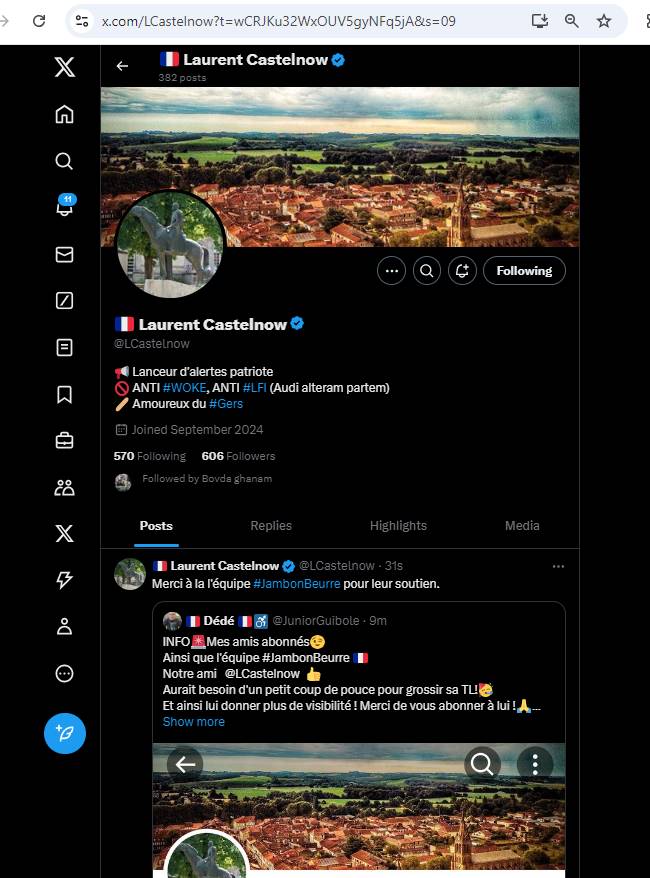 x.com/LCastelnow?t=wCRJKu32WxOUV5gyNFq5jA&s=09
🇫🇷 Laurent Castelnow
382 posts
11
Following
🇫🇷 Laurent Castelnow
@LCastelnow
📢 Lanceur d'alertes patriote
🚫 ANTI #WOKE, ANTI #LFI (Audi alteram partem)
🥖 Amoureux du #Gers
Joined September 2024
570 Following 606 Followers
Followed by Bovda ghanam
Posts Replies Highlights Media
🇫🇷 Laurent Castelnow @LCastelnow · 31s
Merci à la l'équipe #JambonBeurre pour leur soutien.
🇫🇷 Dédé 🇫🇷♿ @JuniorGuibole · 9m
INFO🚨Mes amis abonnés😉
Ainsi que l'équipe #JambonBeurre 🇫🇷
Notre ami @LCastelnow 👍
Aurait besoin d'un petit coup de pouce pour grossir sa TL!🥳
Et ainsi lui donner plus de visibilité ! Merci de vous abonner à lui !🙏...
Show more